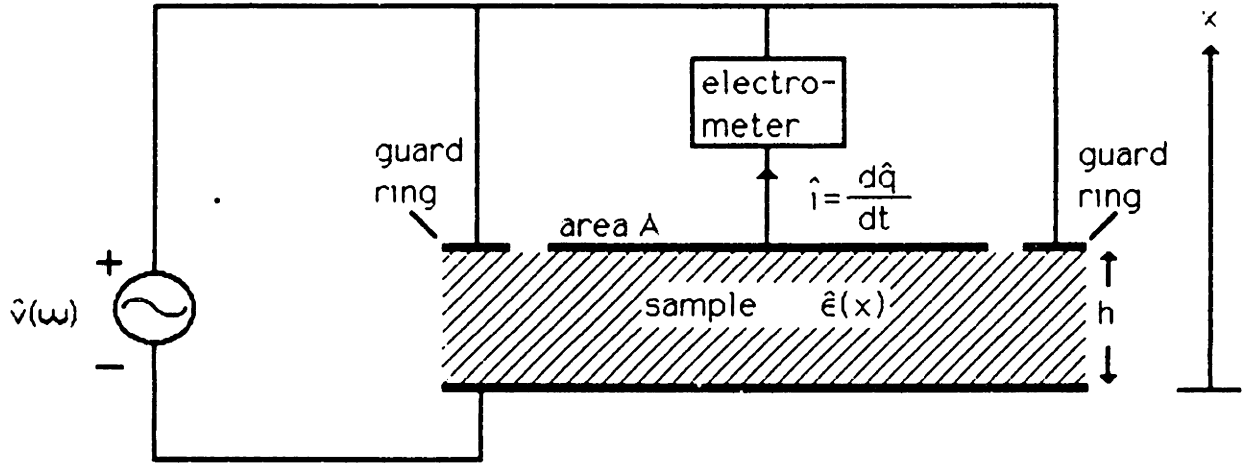 x
electro-
meter
guard
ring
guard
ring
î = dq̂
dt
area A
+
v̂(ω)
−
sample ε̂(x)
h